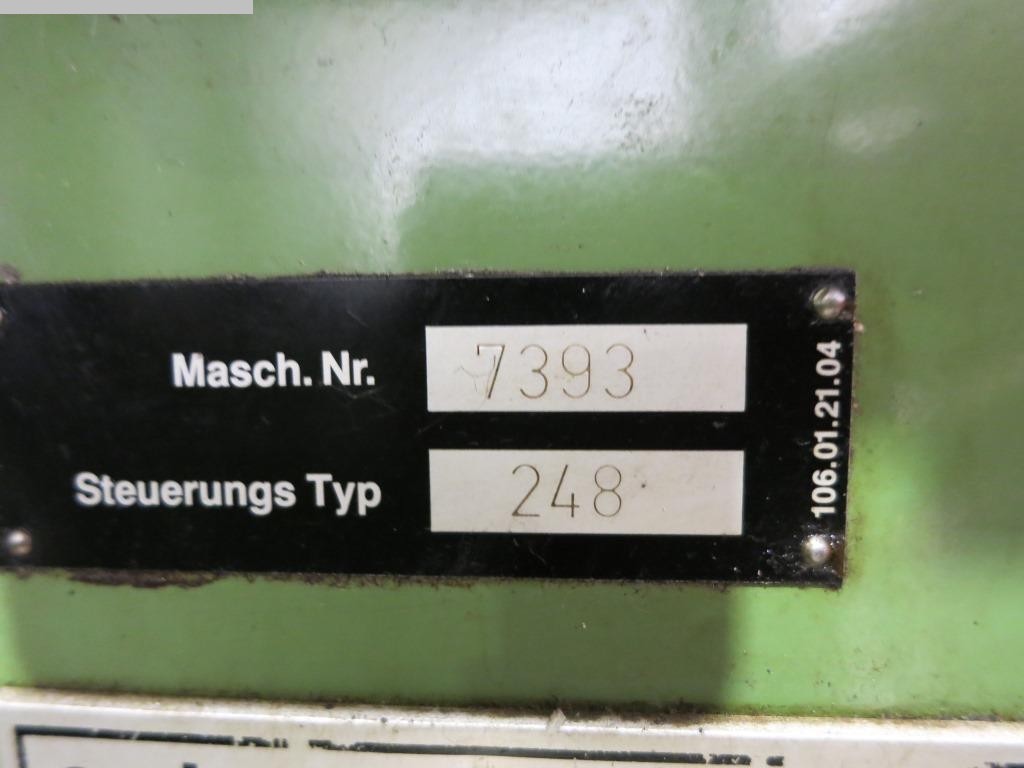 Masch. Nr. 7393
Steuerungs Typ 248
106.01.21.04